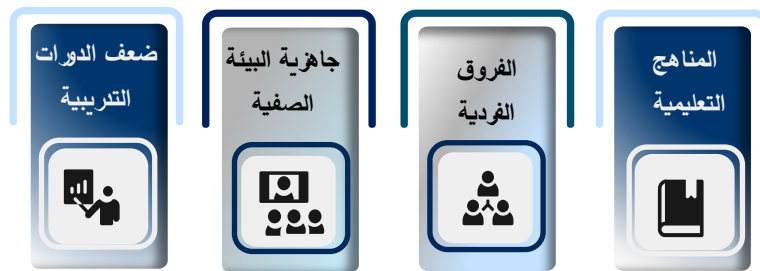 المناهج
التعليمية
الفروق
الفردية
جاهزية البيئة
الصفية
ضعف الدورات
التدريبية